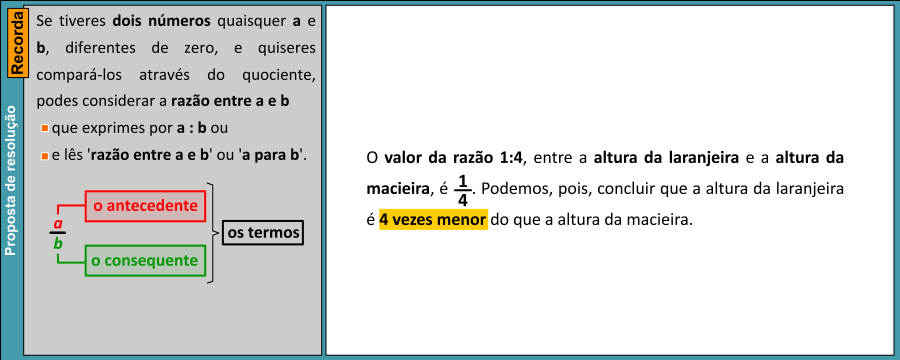 Recorda
Proposta de resolução
Se tiveres dois números quaisquer a e
b, diferentes de zero, e quiseres
compará-los através do quociente,
podes considerar a razão entre a e b
que exprimes por a : b ou
e lês 'razão entre a e b' ou 'a para b'.
a
b
o antecedente
o consequente
os termos
O valor da razão 1:4, entre a altura da laranjeira e a altura da
macieira, é 1/4. Podemos, pois, concluir que a altura da laranjeira
é 4 vezes menor do que a altura da macieira.